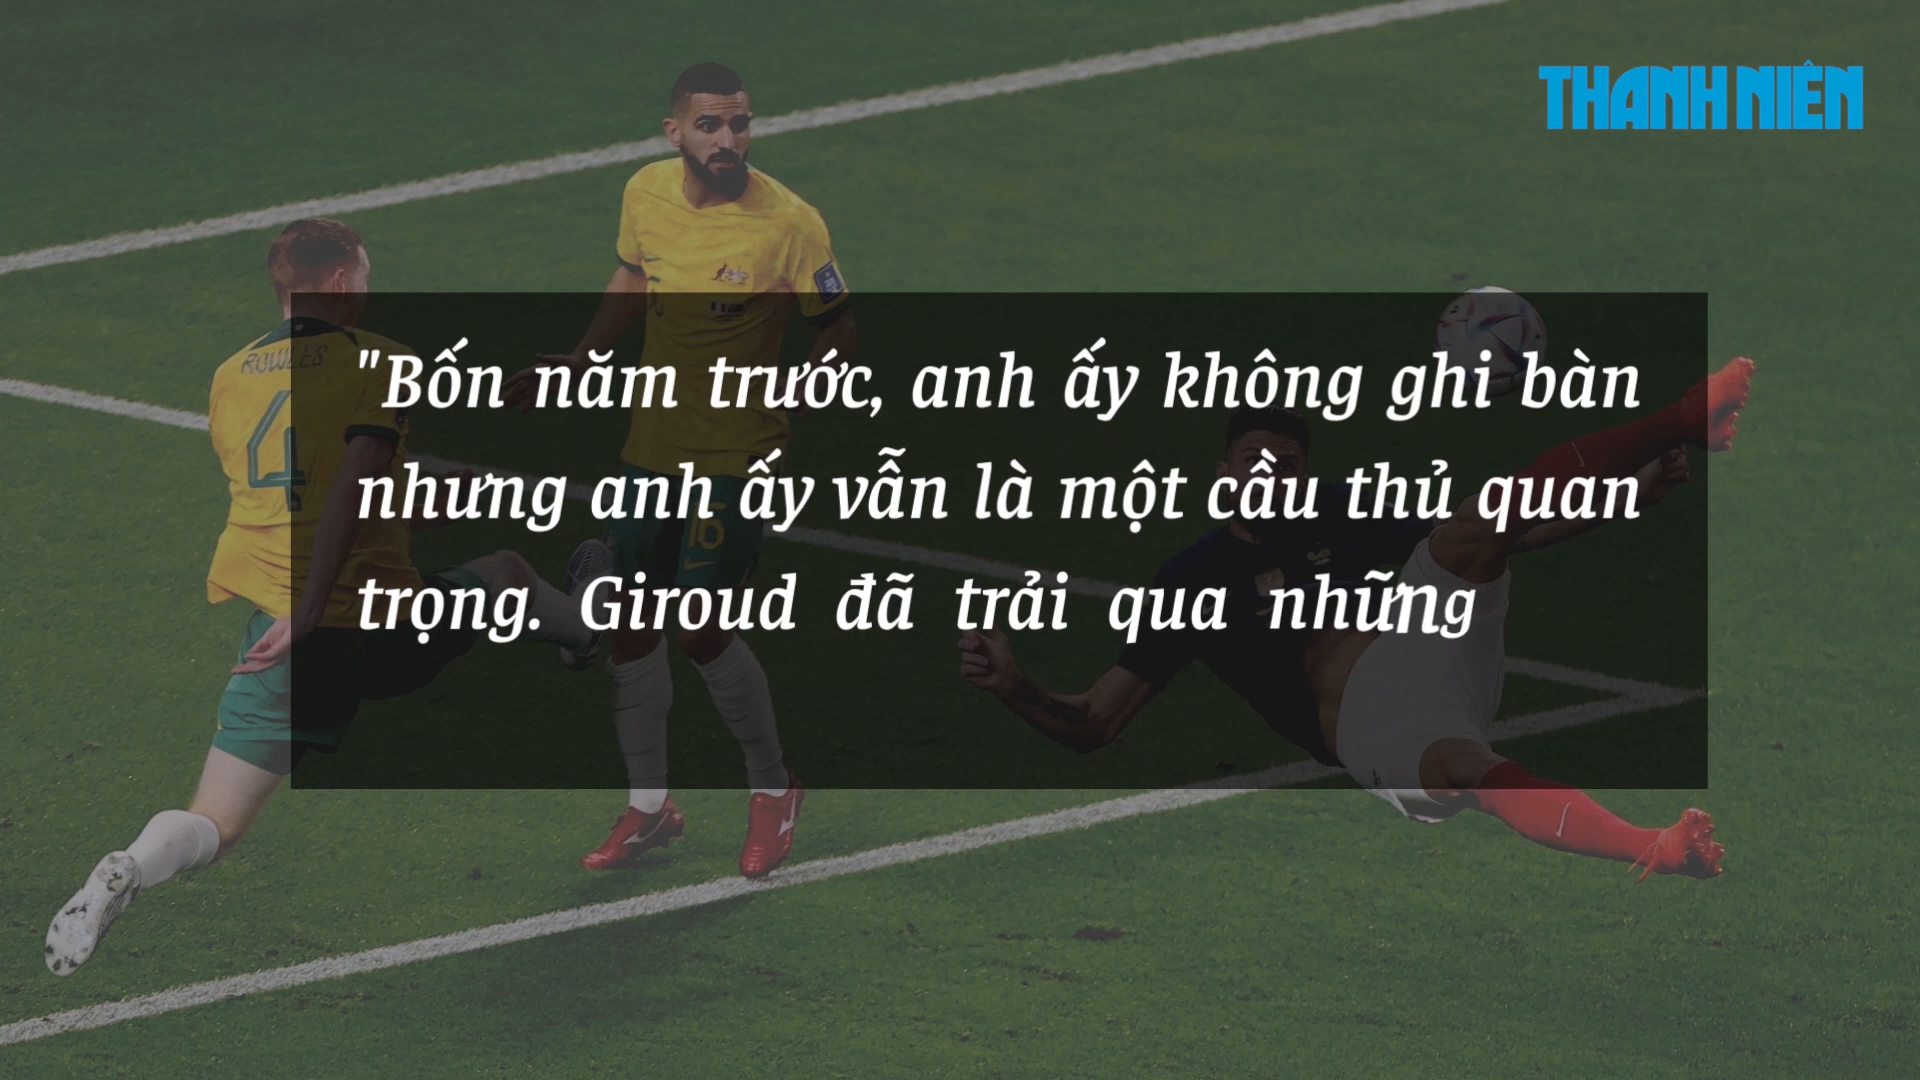 THANH NIÊN
ROWLES
4
16
"Bốn năm trước, anh ấy không ghi bàn
nhưng anh ấy vẫn là một cầu thủ quan
trọng. Giroud đã trải qua những